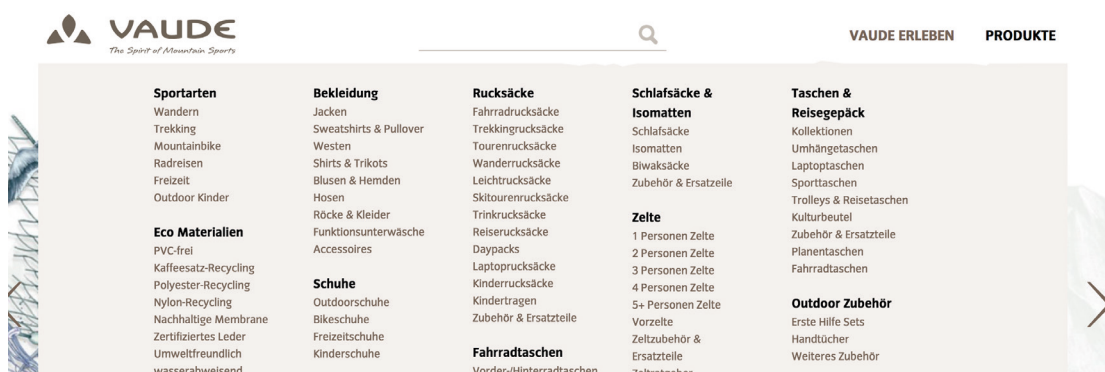 VAUDE
The Spirit of Mountain Sports
VAUDE ERLEBEN
PRODUKTE
Sportarten
Wandern
Trekking
Mountainbike
Radreisen
Freizeit
Outdoor Kinder
Eco Materialien
PVC-frei
Kaffeesatz-Recycling
Polyester-Recycling
Nylon-Recycling
Nachhaltige Membrane
Zertifiziertes Leder
Umweltfreundlich
wasserabweisend
Bekleidung
Jacken
Sweatshirts & Pullover
Westen
Shirts & Trikots
Blusen & Hemden
Hosen
Röcke & Kleider
Funktionsunterwäsche
Accessoires
Schuhe
Outdoorschuhe
Bikeschuhe
Freizeitschuhe
Kinderschuhe
Rucksäcke
Fahrradrucksäcke
Trekkingrucksäcke
Tourenrucksäcke
Wanderrucksäcke
Leichtrucksäcke
Skitourenrucksäcke
Trinkrucksäcke
Reiserucksäcke
Daypacks
Laptoprucksäcke
Kinderrucksäcke
Kindertragen
Zubehör & Ersatzteile
Fahrradtaschen
Vorder-/Hinterradtaschen
Schlafsäcke &
Isomatten
Schlafsäcke
Isomatten
Biwaksäcke
Zubehör & Ersatzeile
Zelte
1 Personen Zelte
2 Personen Zelte
3 Personen Zelte
4 Personen Zelte
5+ Personen Zelte
Vorzelte
Zeltzubehör &
Ersatzteile
Zeltratgeber
Taschen &
Reisegepäck
Kollektionen
Umhängetaschen
Laptoptaschen
Sporttaschen
Trolleys & Reisetaschen
Kulturbeutel
Zubehör & Ersatzteile
Planentaschen
Fahrradtaschen
Outdoor Zubehör
Erste Hilfe Sets
Handtücher
Weiteres Zubehör